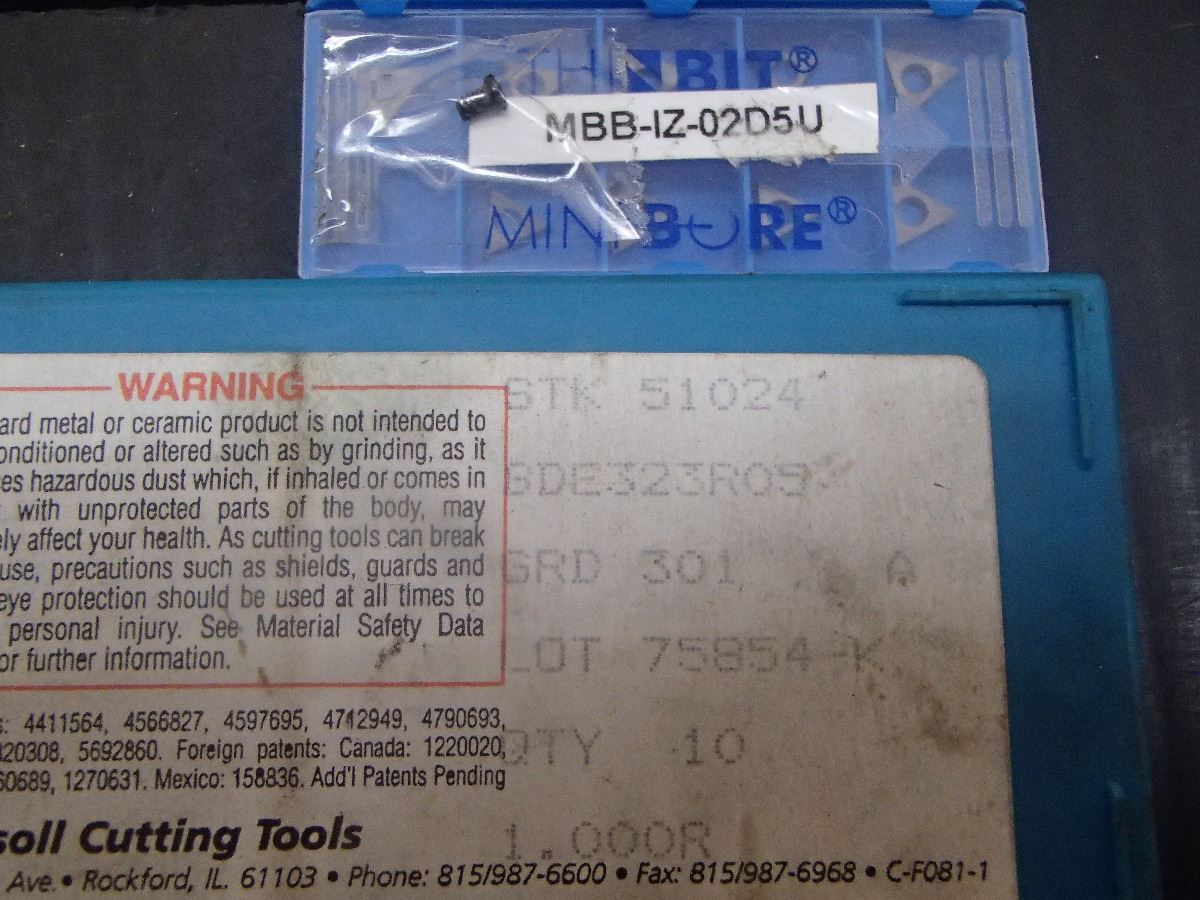 BIT®
MBB-IZ-02D5U
MINIBORE®
WARNING
ard metal or ceramic product is not intended to
onditioned or altered such as by grinding, as it
es hazardous dust which, if inhaled or comes in
with unprotected parts of the body, may
ely affect your health. As cutting tools can break
use, precautions such as shields, guards and
eye protection should be used at all times to
personal injury. See Material Safety Data
or further information.
STK 51024
GDE323R09
GRD 301 A
LOT 75854-K
QTY 10
1.000R
s: 4411564, 4566827, 4597695, 4712949, 4790693,
320308, 5692860. Foreign patents: Canada: 1220020,
60689, 1270631. Mexico: 158836. Add'l Patents Pending
soll Cutting Tools
Ave. • Rockford, IL. 61103 • Phone: 815/987-6600 • Fax: 815/987-6968 • C-F081-1